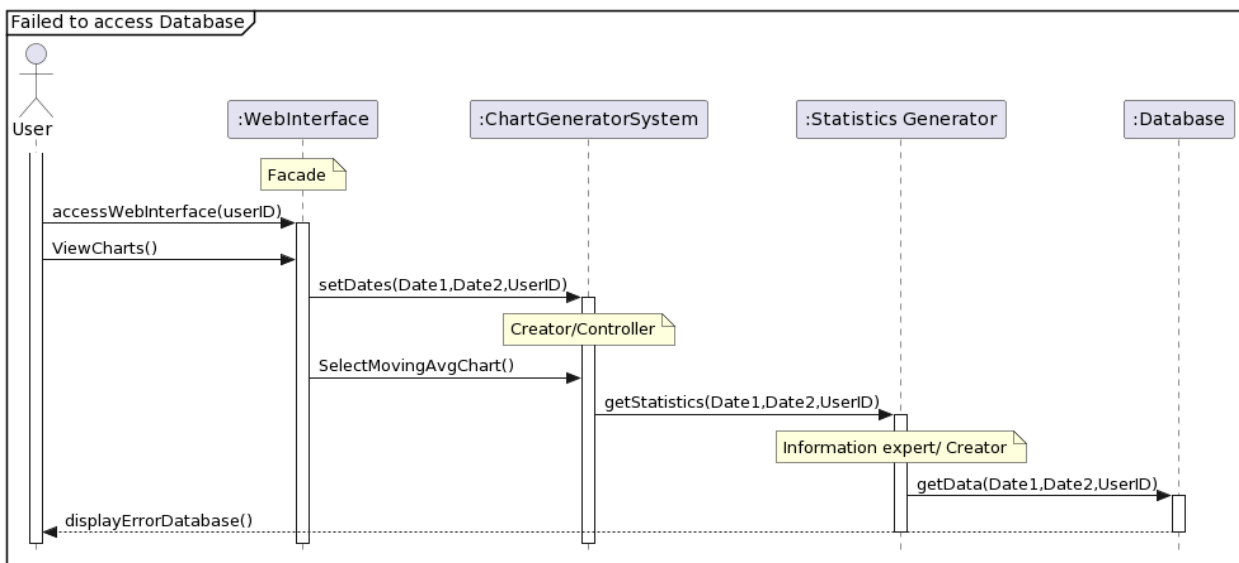 Failed to access Database
User
:WebInterface
:ChartGeneratorSystem
:Statistics Generator
:Database
Facade
accessWebInterface(userID)
ViewCharts()
setDates(Date1,Date2,UserID)
Creator/Controller
SelectMovingAvgChart()
getStatistics(Date1,Date2,UserID)
Information expert/ Creator
getData(Date1,Date2,UserID)
displayErrorDatabase()